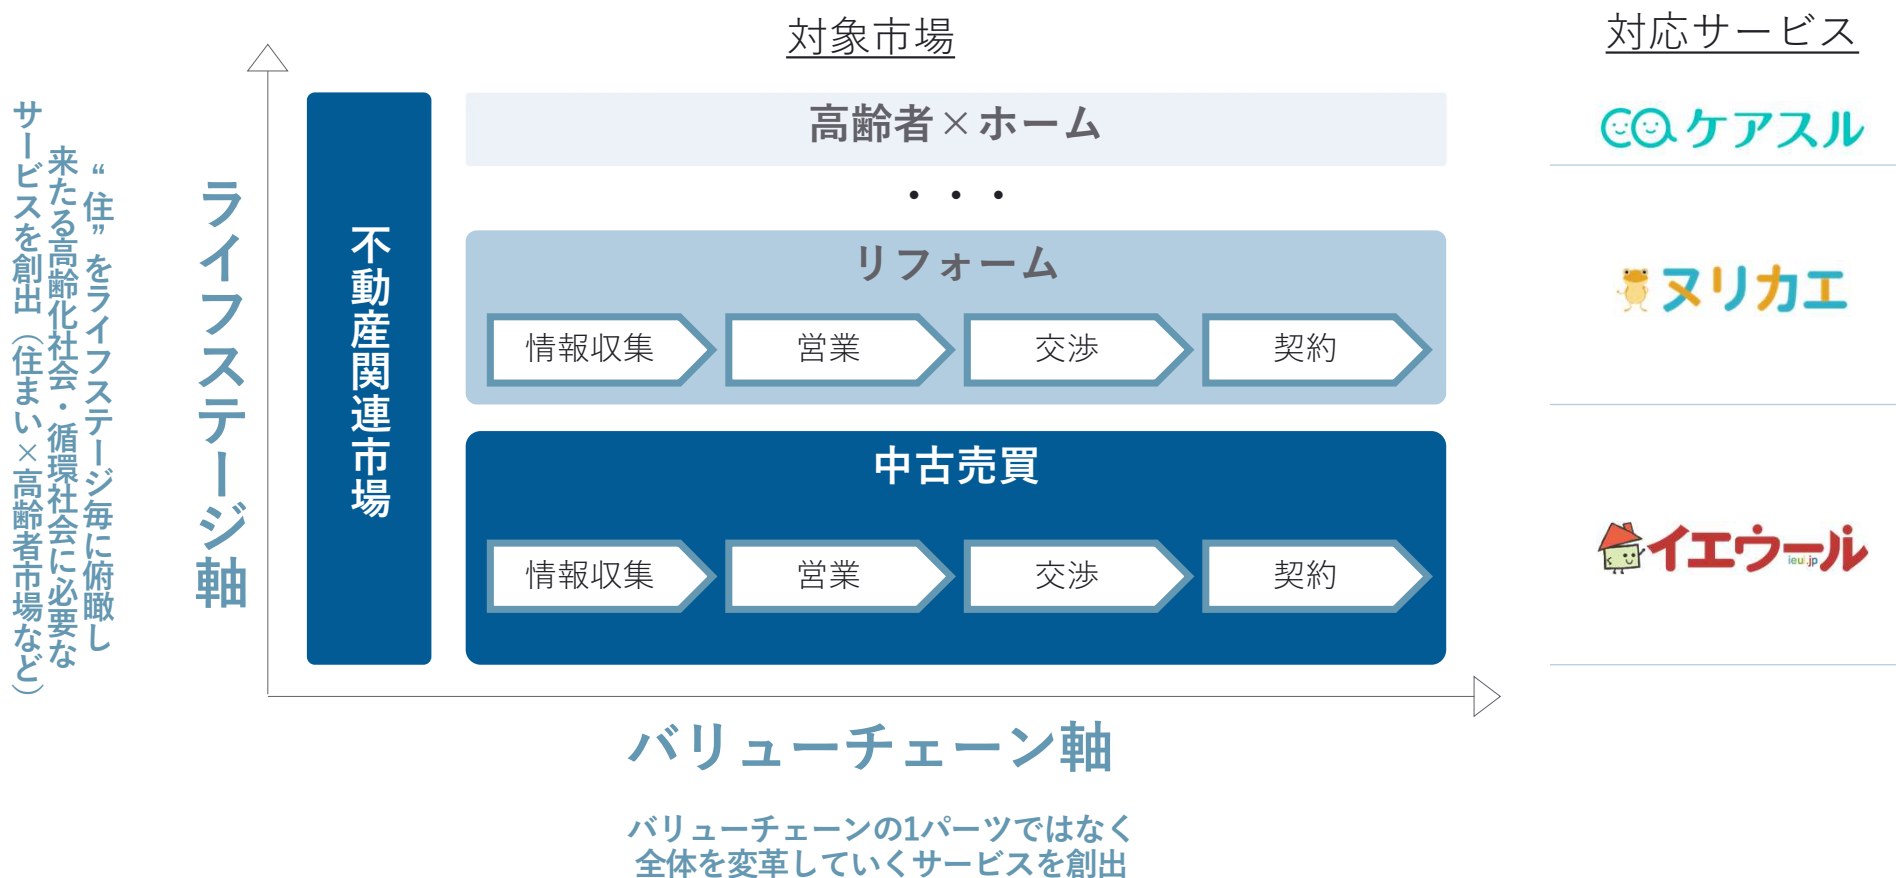 対象市場
対応サービス
“住”をライフステージ毎に俯瞰し
来たる高齢化社会・循環社会に必要な
サービスを創出（住まい×高齢者市場など）
ライフステージ軸
不動産関連市場
高齢者×ホーム
ケアスル
・・・
リフォーム
情報収集
営業
交渉
契約
ヌリカエ
中古売買
情報収集
営業
交渉
契約
イエウール
ieul.jp
バリューチェーン軸
バリューチェーンの1パーツではなく
全体を変革していくサービスを創出